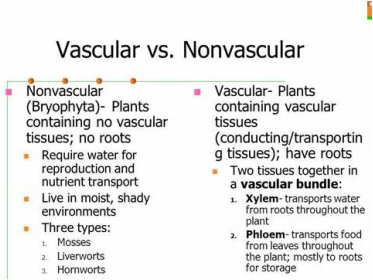 Vascular vs. Nonvascular
Nonvascular
(Bryophyta)- Plants
containing no vascular
tissues; no roots
Require water for
reproduction and
nutrient transport
Live in moist, shady
environments
Three types:
1. Mosses
2. Liverworts
3. Hornworts
Vascular- Plants
containing vascular
tissues
(conducting/transportin
g tissues); have roots
Two tissues together in
a vascular bundle:
1. Xylem- transports water
from roots throughout the
plant
2. Phloem- transports food
from leaves throughout
the plant; mostly to roots
for storage